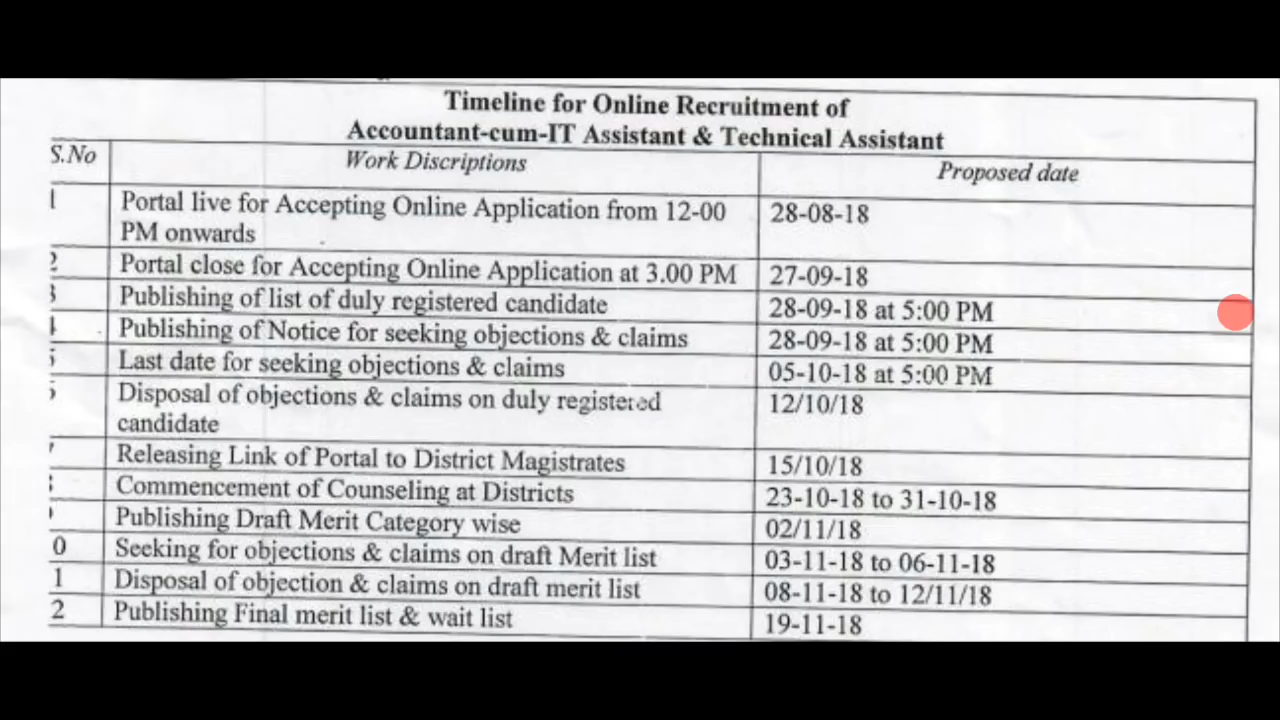 Timeline for Online Recruitment of
Accountant-cum-IT Assistant & Technical Assistant
S.No Work Discriptions Proposed date
1 Portal live for Accepting Online Application from 12-00 28-08-18
PM onwards
2 Portal close for Accepting Online Application at 3.00 PM 27-09-18
3 Publishing of list of duly registered candidate 28-09-18 at 5:00 PM
Publishing of Notice for seeking objections & claims 28-09-18 at 5:00 PM
5 Last date for seeking objections & claims 05-10-18 at 5:00 PM
Disposal of objections & claims on duly registered 12/10/18
candidate
Releasing Link of Portal to District Magistrates 15/10/18
Commencement of Counseling at Districts 23-10-18 to 31-10-18
Publishing Draft Merit Category wise 02/11/18
0 Seeking for objections & claims on draft Merit list 03-11-18 to 06-11-18
1 Disposal of objection & claims on draft merit list 08-11-18 to 12/11/18
2 Publishing Final merit list & wait list 19-11-18